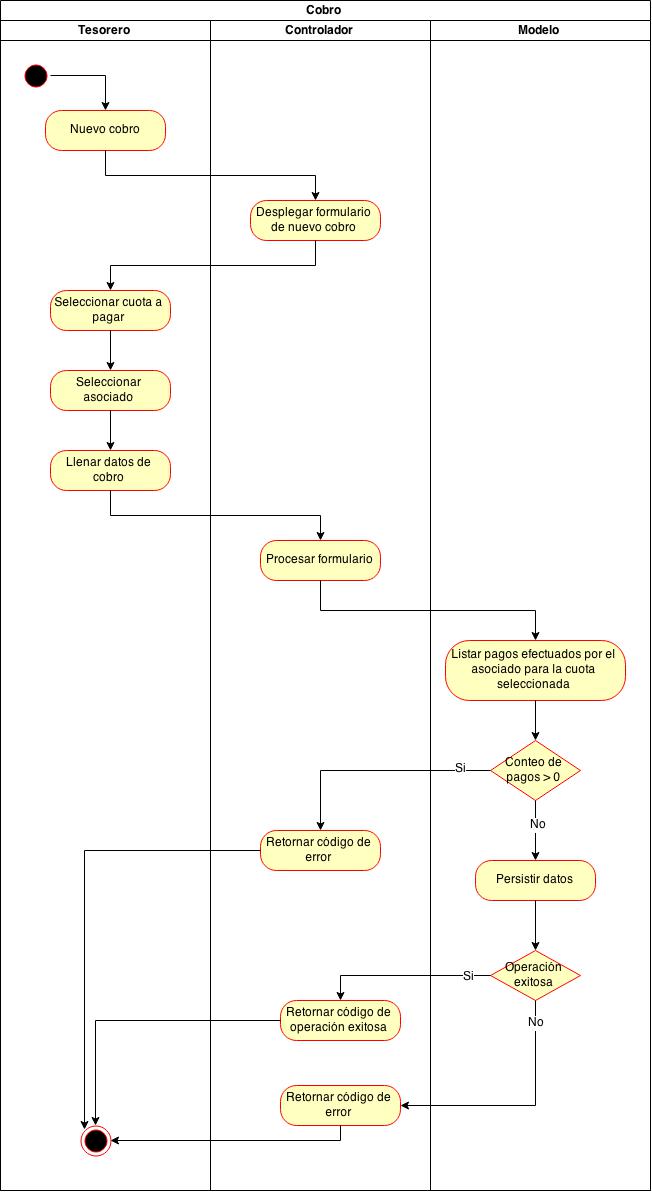 Cobro
Tesorero
Controlador
Modelo
Nuevo cobro
Desplegar formulario
de nuevo cobro
Seleccionar cuota a
pagar
Seleccionar
asociado
Llenar datos de
cobro
Procesar formulario
Listar pagos efectuados por el
asociado para la cuota
seleccionada
Conteo de
pagos > 0
Si
No
Retornar código de
error
Persistir datos
Operación
exitosa
Si
No
Retornar código de
operación exitosa
Retornar código de
error